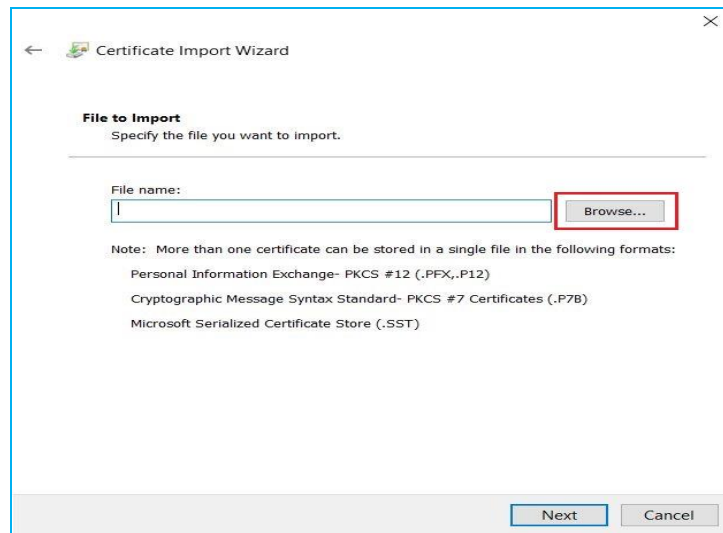 Certificate Import Wizard
File to Import
Specify the file you want to import.
File name:
Browse...
Note: More than one certificate can be stored in a single file in the following formats:
Personal Information Exchange- PKCS #12 (.PFX,.P12)
Cryptographic Message Syntax Standard- PKCS #7 Certificates (.P7B)
Microsoft Serialized Certificate Store (.SST)
Next Cancel